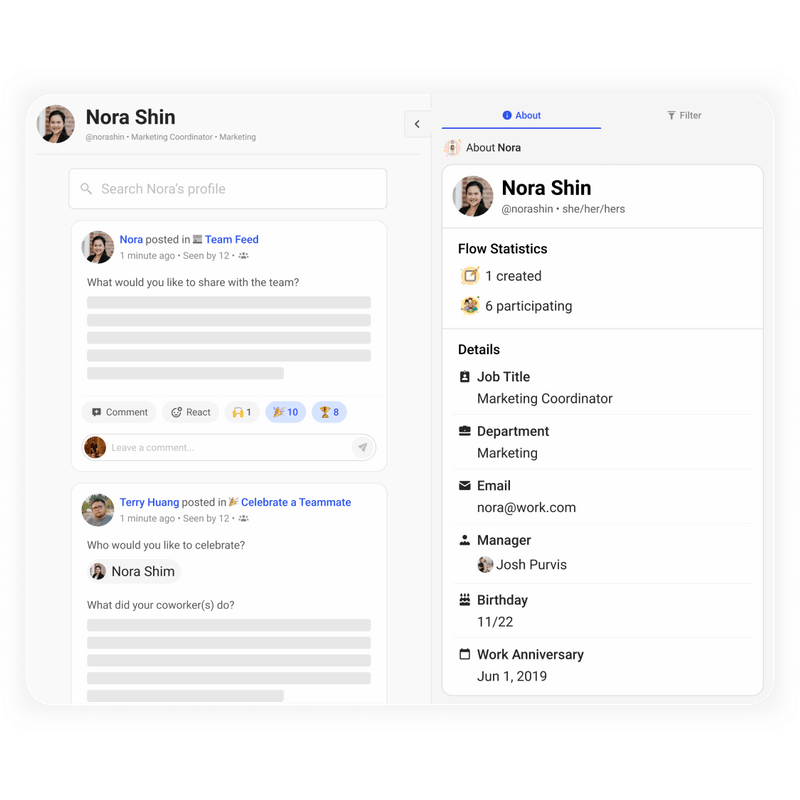 Nora Shin
@norashin • Marketing Coordinator • Marketing
Search Nora's profile
Nora posted in Team Feed
1 minute ago • Seen by 12 •
What would you like to share with the team?
Comment React 1 10 8
Leave a comment...
Terry Huang posted in Celebrate a Teammate
1 minute ago • Seen by 12 •
Who would you like to celebrate?
Nora Shim
What did your coworker(s) do?
About Filter
About Nora
Nora Shin
@norashin • she/her/hers
Flow Statistics
1 created
6 participating
Details
Job Title
Marketing Coordinator
Department
Marketing
Email
nora@work.com
Manager
Josh Purvis
Birthday
11/22
Work Anniversary
Jun 1, 2019